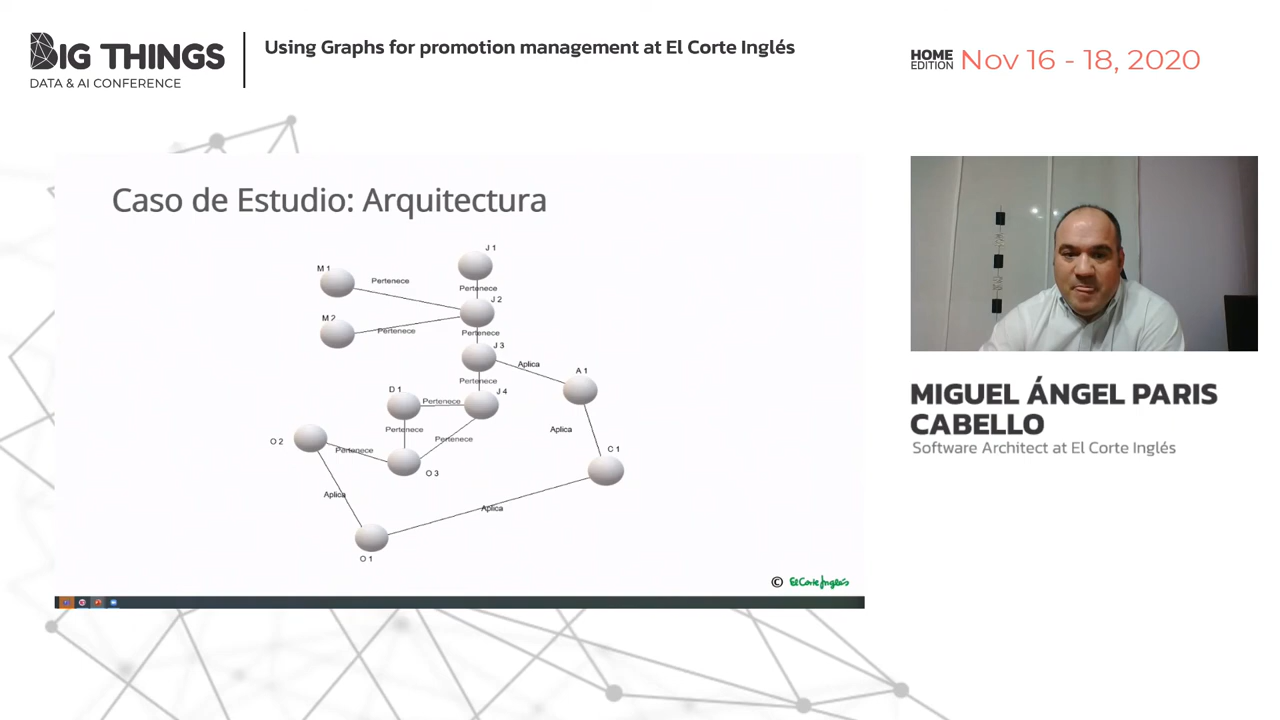 BIG THINGS
DATA & AI CONFERENCE
Using Graphs for promotion management at El Corte Inglés
HOME
EDITION
Nov 16 - 18, 2020
Caso de Estudio: Arquitectura
J 1
M 1
Pertenece
Pertenece
J 2
M 2
Pertenece
Pertenece
J 3
Aplica
A 1
Pertenece
D 1
J 4
Pertenece
Pertenece
Aplica
Pertenece
O 2
Pertenece
C 1
O 3
Aplica
Aplica
O 1
© El Corte Inglés
MIGUEL ÁNGEL PARIS
CABELLO
Software Architect at El Corte Inglés